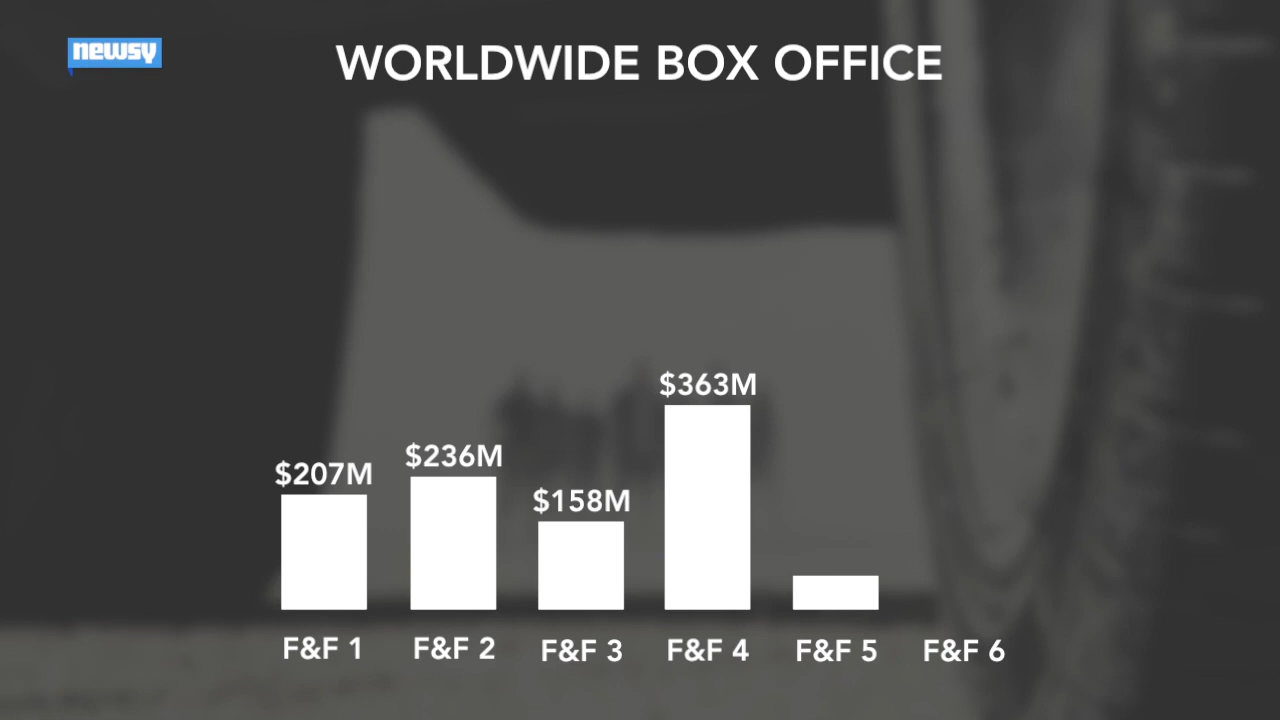 newsy
WORLDWIDE BOX OFFICE
$207M
$236M
$158M
$363M
F&F 1
F&F 2
F&F 3
F&F 4
F&F 5
F&F 6